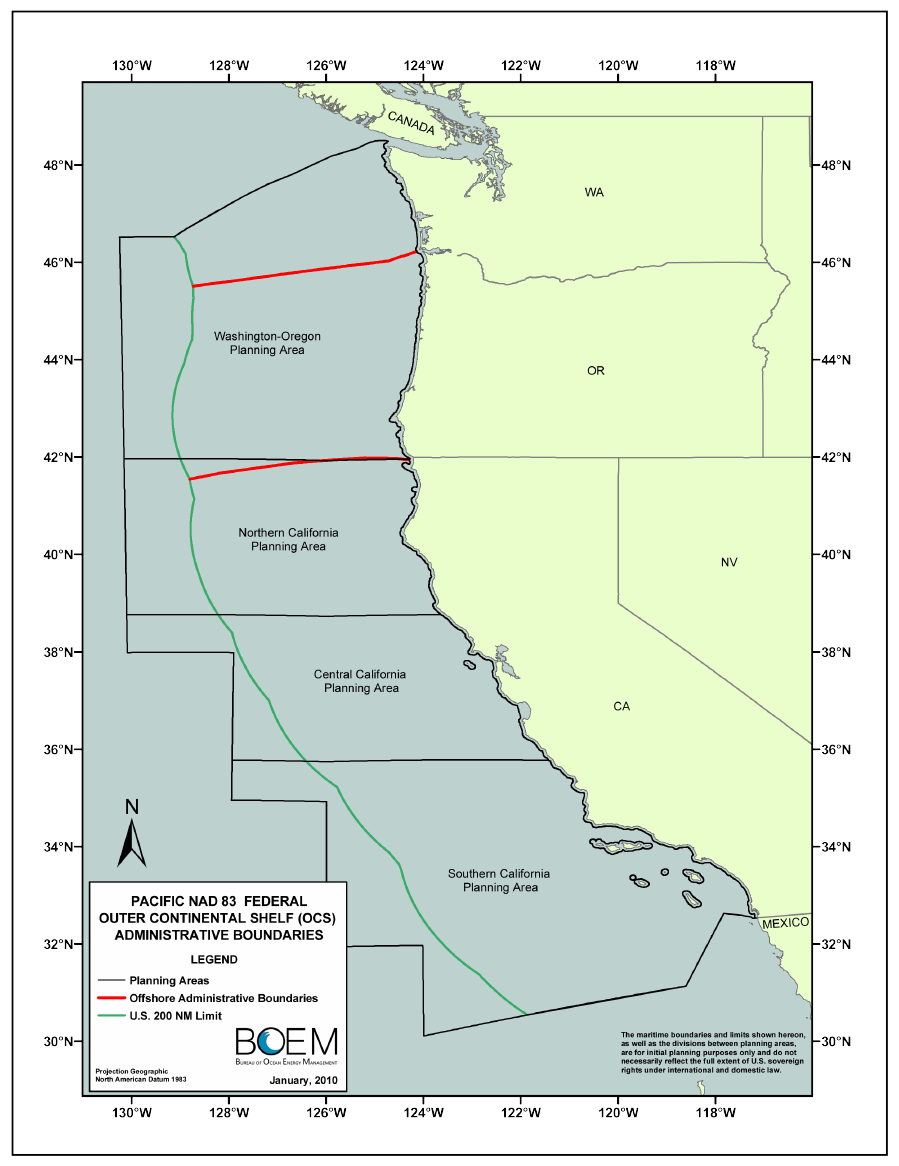 130°W 128°W 126°W 124°W 122°W 120°W 118°W
CANADA
48°N 48°N
WA
46°N 46°N
Washington-Oregon
Planning Area
44°N 44°N
OR
42°N 42°N
Northern California
Planning Area
40°N 40°N
NV
38°N 38°N
Central California
Planning Area
CA
36°N 36°N
N
34°N 34°N
Southern California
Planning Area
MEXICO
32°N 32°N
30°N 30°N
PACIFIC NAD 83 FEDERAL
OUTER CONTINENTAL SHELF (OCS)
ADMINISTRATIVE BOUNDARIES
LEGEND
Planning Areas
Offshore Administrative Boundaries
U.S. 200 NM Limit
BOEM
BUREAU OF OCEAN ENERGY MANAGEMENT
Projection Geographic
North American Datum 1983
January, 2010
The maritime boundaries and limits shown hereon,
as well as the divisions between planning areas,
are for initial planning purposes only and do not
necessarily reflect the full extent of U.S. sovereign
rights under international and domestic law.
130°W 128°W 126°W 124°W 122°W 120°W 118°W